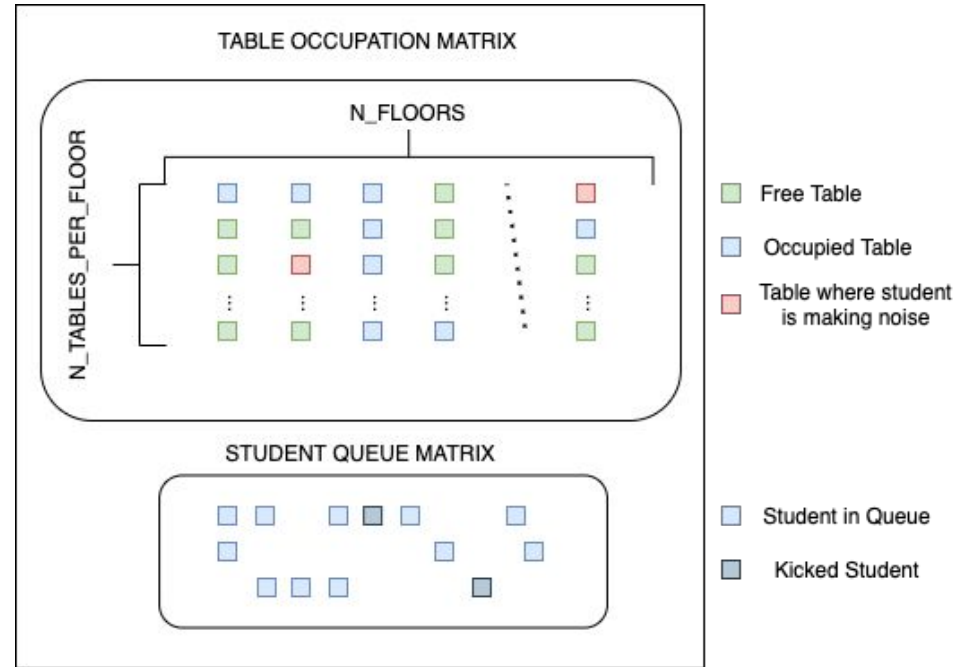 TABLE OCCUPATION MATRIX
N_FLOORS
N_TABLES_PER_FLOOR
Free Table
Occupied Table
Table where student
is making noise
STUDENT QUEUE MATRIX
Student in Queue
Kicked Student